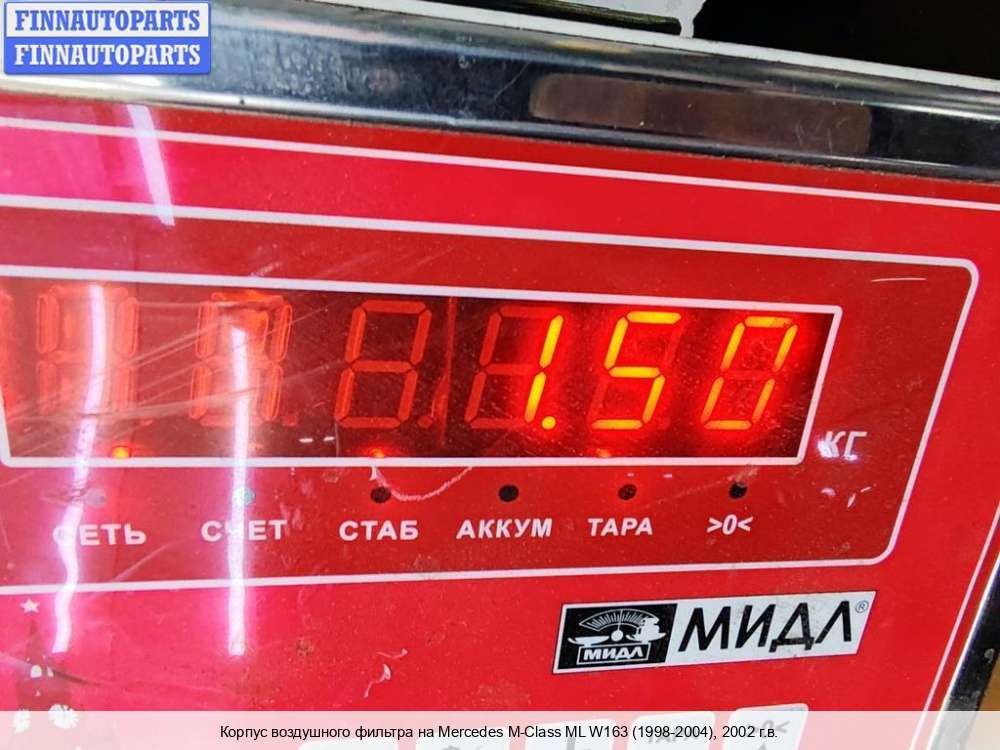 FINNAUTOPARTS
FINNAUTOPARTS
1.50
кг
СЕТЬ СЧЕТ СТАБ АККУМ ТАРА >0<
МИДЛ МИДЛ®
Корпус воздушного фильтра на Mercedes M-Class ML W163 (1998-2004), 2002 г.в.